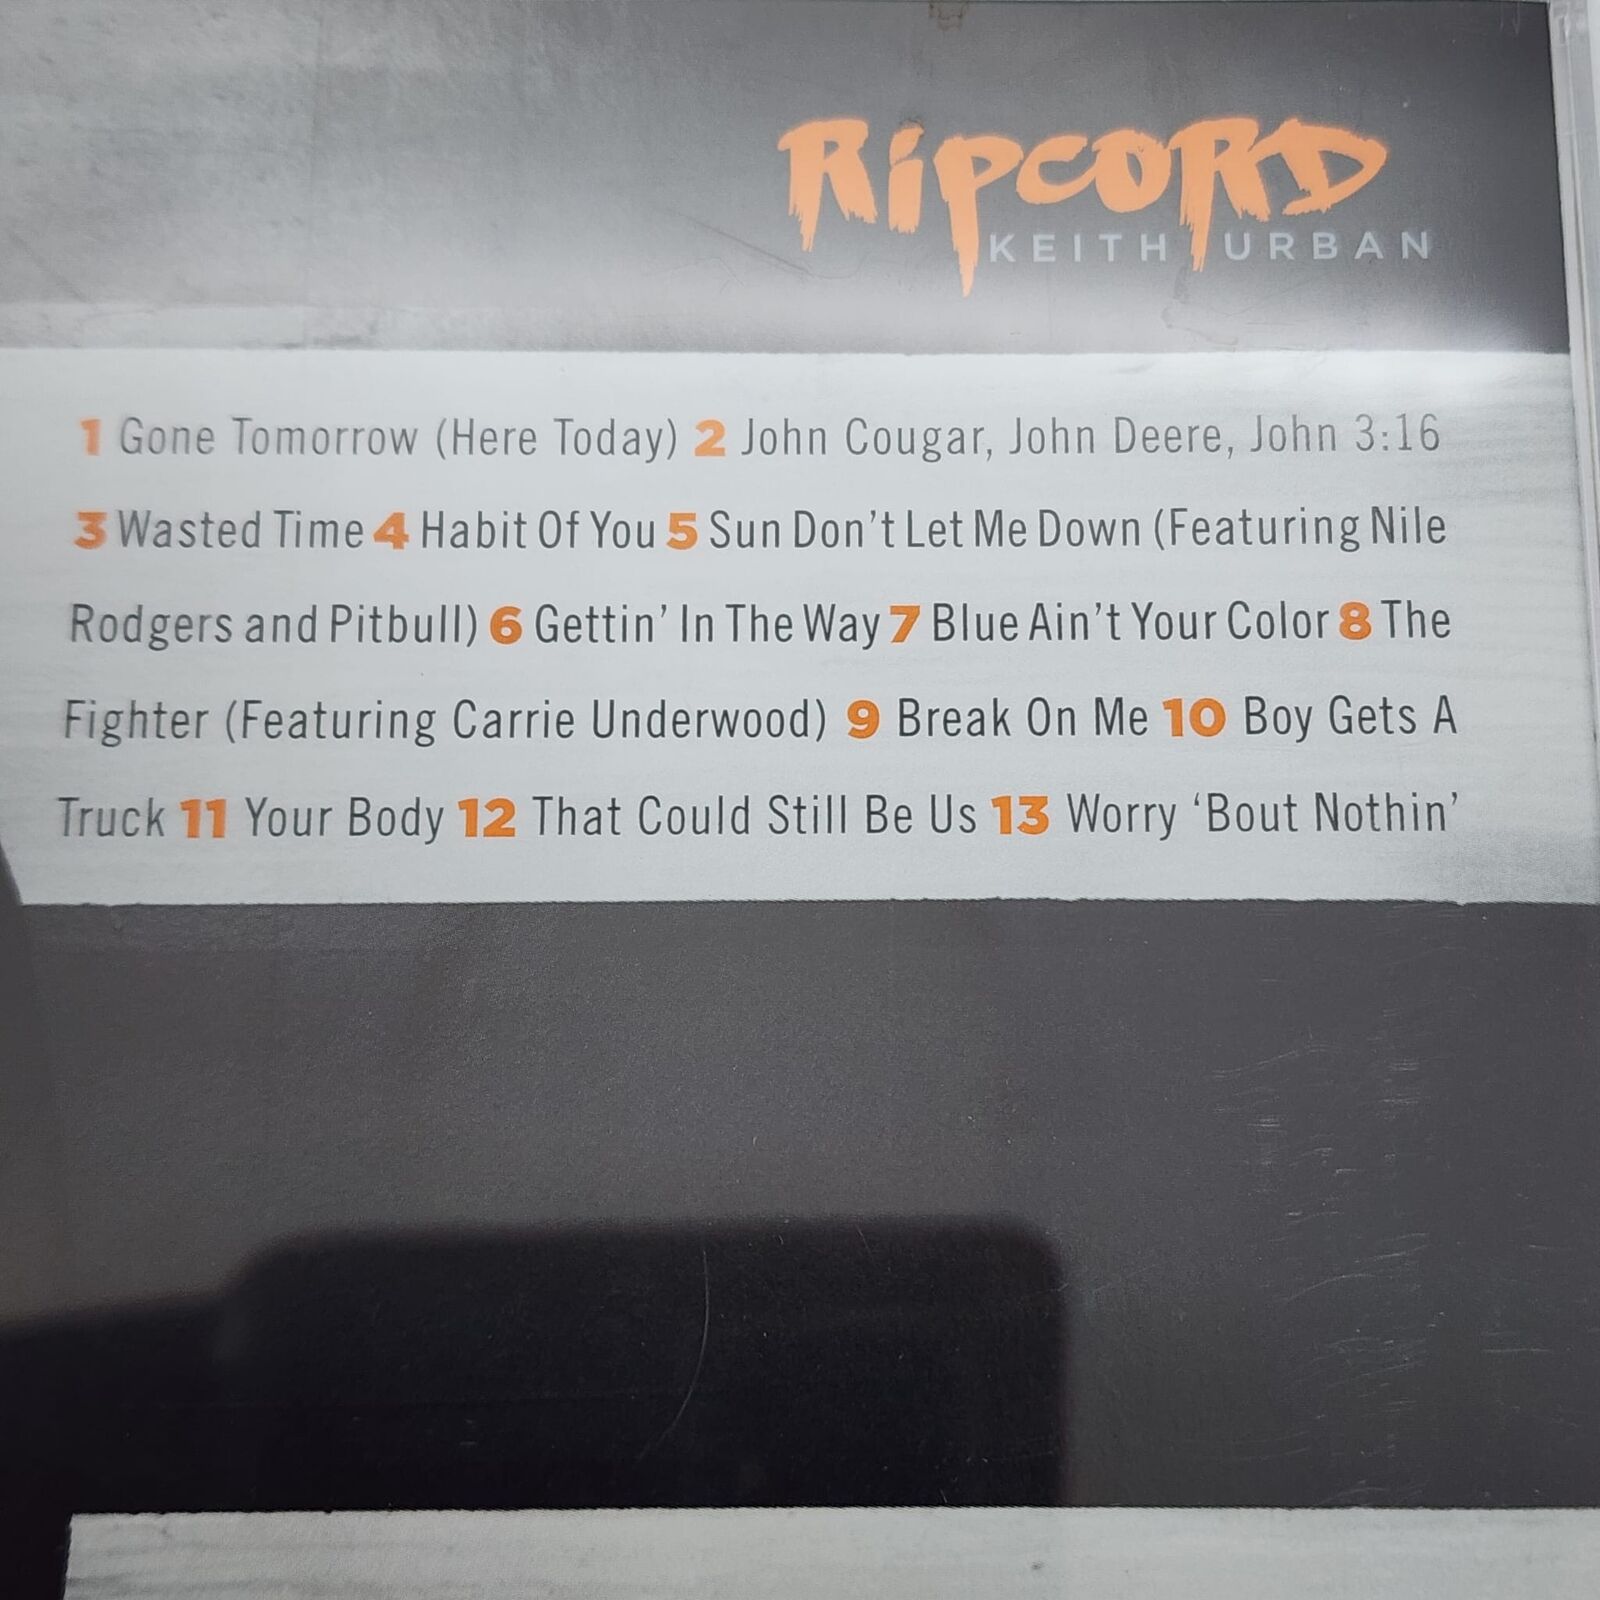 RipCORD
KEITH URBAN
1 Gone Tomorrow (Here Today) 2 John Cougar, John Deere, John 3:16
3 Wasted Time 4 Habit Of You 5 Sun Don't Let Me Down (Featuring Nile
Rodgers and Pitbull) 6 Gettin' In The Way 7 Blue Ain't Your Color 8 The
Fighter (Featuring Carrie Underwood) 9 Break On Me 10 Boy Gets A
Truck 11 Your Body 12 That Could Still Be Us 13 Worry ‘Bout Nothin’